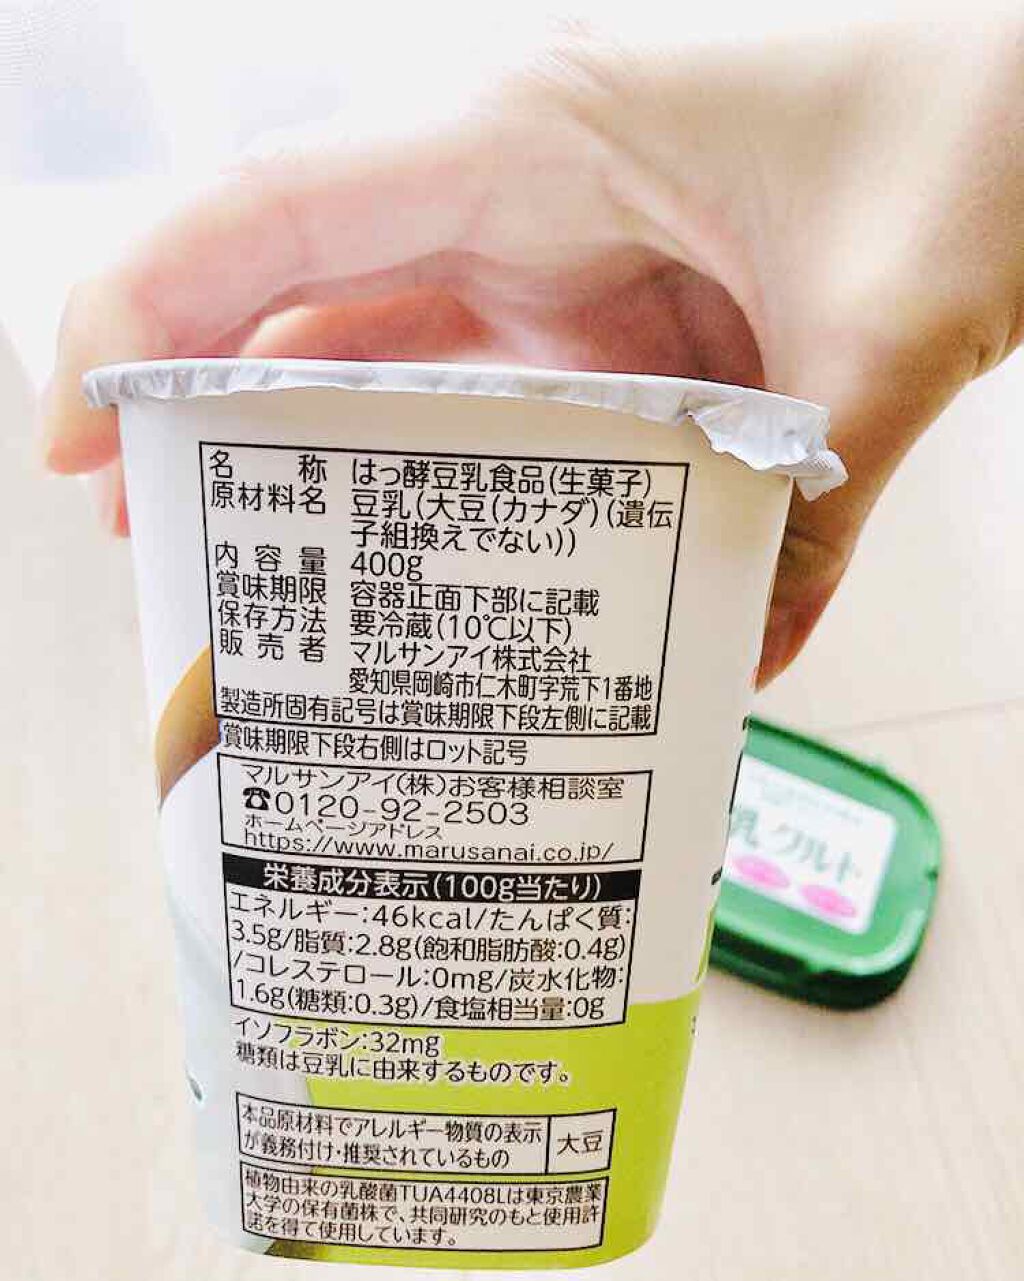 名称 はっ酵豆乳食品(生菓子)
原材料名 豆乳(大豆(カナダ)(遺伝
子組換えでない))
内容量 400g
賞味期限 容器正面下部に記載
保存方法 要冷蔵(10℃以下)
販売者 マルサンアイ株式会社
愛知県岡崎市仁木町字荒下1番地
製造所固有記号は賞味期限下段左側に記載
賞味期限下段右側はロット記号
マルサンアイ(株)お客様相談室
☎0120-92-2503
ホームページアドレス
https://www.marusanai.co.jp/
栄養成分表示(100g当たり)
エネルギー:46kcal/たんぱく質:
3.5g/脂質:2.8g(飽和脂肪酸:0.4g)
/コレステロール:0mg/炭水化物:
1.6g(糖類:0.3g)/食塩相当量:0g
イソフラボン:32mg
糖類は豆乳に由来するものです。
本品原材料でアレルギー物質の表示
が義務付け・推奨されているもの
大豆
植物由来の乳酸菌TUA4408Lは東京農業
大学の保有菌株で、共同研究のもと使用許
諾を得て使用しています。
乳クルト